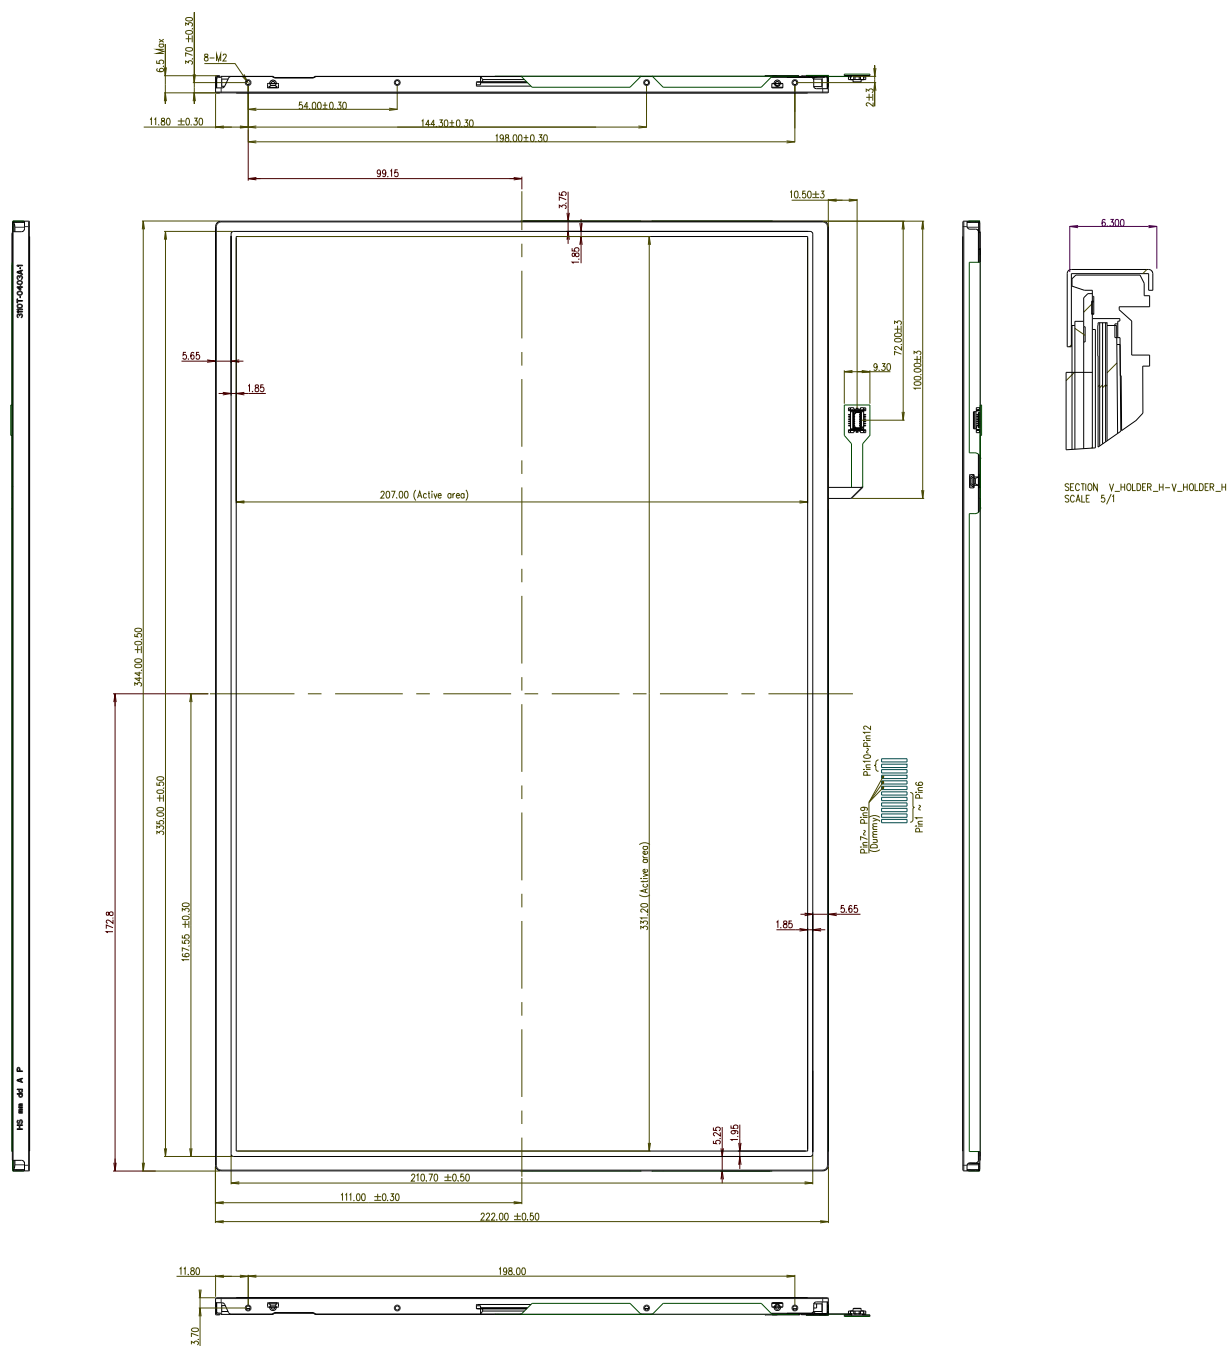 6.5 Max
3.70 ±0.30
8-M2
54.00±0.30
11.80 ±0.30
144.30±0.30
198.00±0.30
2±3
99.15
3.75
1.85
10.50±3
6.300
72.00±3
100.00±3
9.30
3110T-0403A-1
5.65
1.85
207.00 (Active area)
SECTION V_HOLDER_H-V_HOLDER_H
SCALE 5/1
344.00 ±0.50
335.00 ±0.50
172.8
167.55 ±0.30
331.20 (Active area)
Pin10~Pin12
Pin7~ Pin9
(Dummy)
Pin1 ~ Pin6
5.65
1.85
HS mm dd A P
5.25
1.95
210.70 ±0.50
111.00 ±0.30
222.00 ±0.50
11.80
198.00
3.70